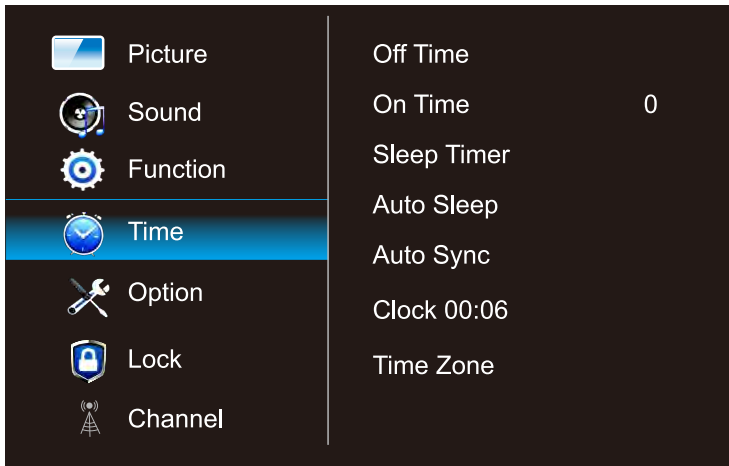 Picture
Sound
Function
Time
Option
Lock
Channel
Off Time
On Time 0
Sleep Timer
Auto Sleep
Auto Sync
Clock 00:06
Time Zone